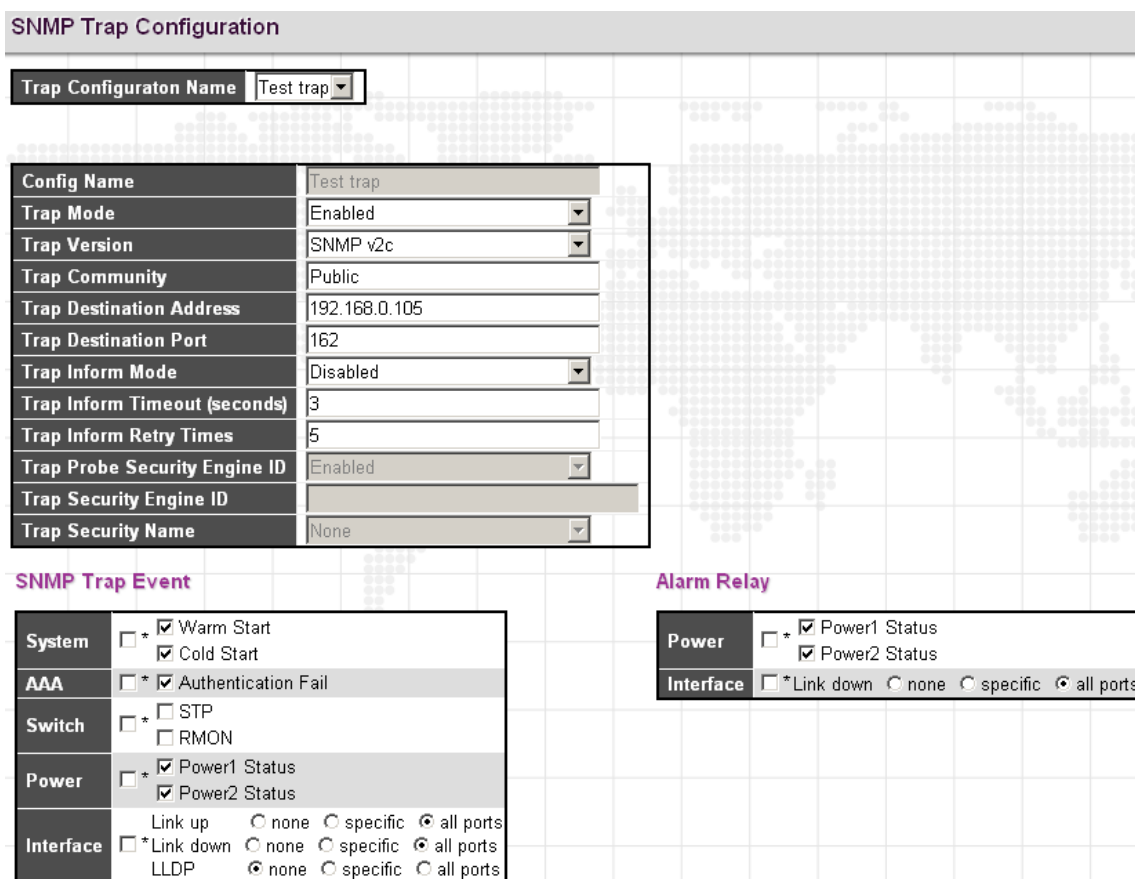 SNMP Trap Configuration
Trap Configuraton Name Test trap
Config Name Test trap
Trap Mode Enabled
Trap Version SNMP v2c
Trap Community Public
Trap Destination Address 192.168.0.105
Trap Destination Port 162
Trap Inform Mode Disabled
Trap Inform Timeout (seconds) 3
Trap Inform Retry Times 5
Trap Probe Security Engine ID Enabled
Trap Security Engine ID
Trap Security Name None
SNMP Trap Event
System * Warm Start
Cold Start
AAA * Authentication Fail
Switch * STP
RMON
Power * Power1 Status
Power2 Status
Interface * Link up none specific all ports
Link down none specific all ports
LLDP none specific all ports
Alarm Relay
Power * Power1 Status
Power2 Status
Interface *Link down none specific all ports